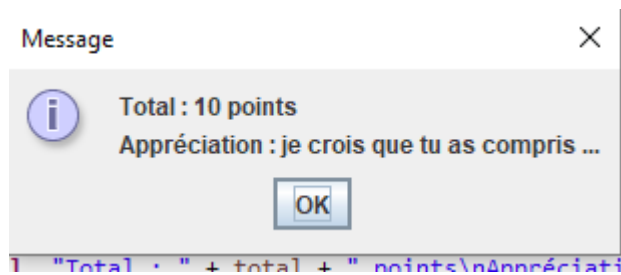 Message
Total : 10 points
Appréciation : je crois que tu as compris ...
OK
"Total : " + total + " points\nAppréciati